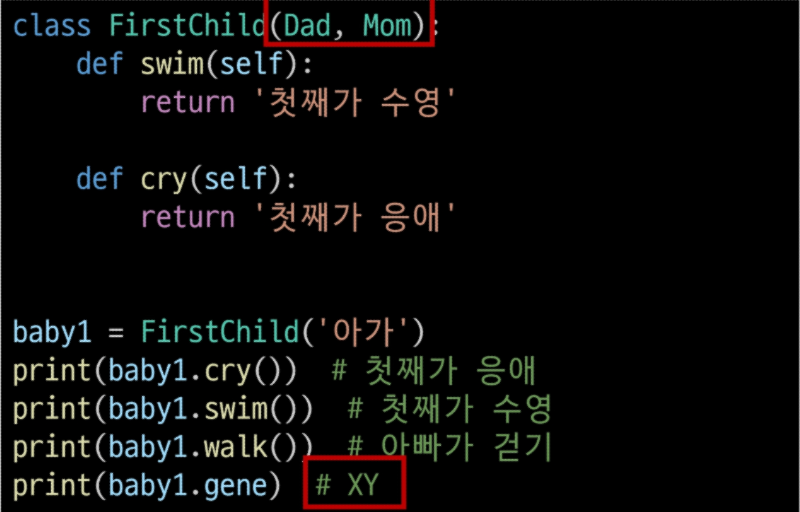 class FirstChild(Dad, Mom):
    def swim(self):
        return '첫째가 수영'
    def cry(self):
        return '첫째가 응애'
baby1 = FirstChild('아가')
print(baby1.cry())  # 첫째가 응애
print(baby1.swim())  # 첫째가 수영
print(baby1.walk())  # 아빠가 걷기
print(baby1.gene)  # XY